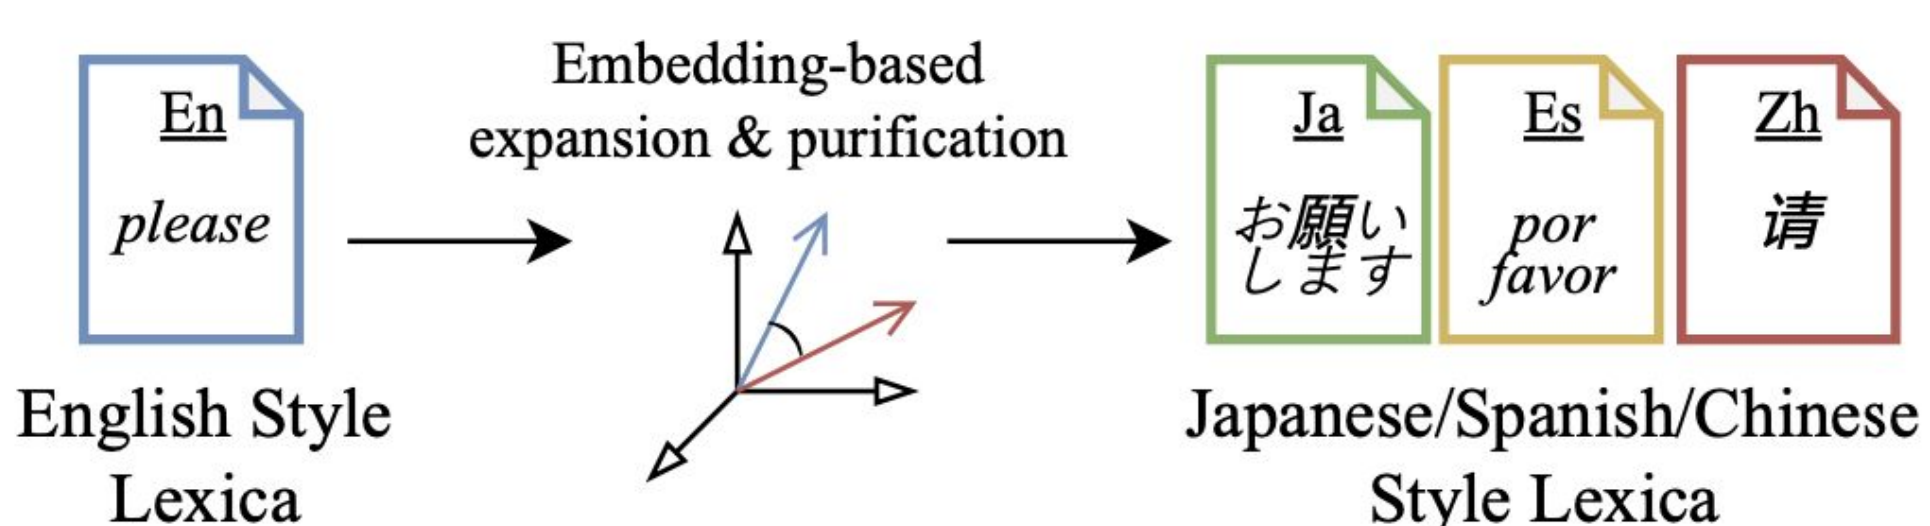 En
please
English Style
Lexica
Embedding-based
expansion & purification
Ja
お願い
します
Es
por
favor
Zh
请
Japanese/Spanish/Chinese
Style Lexica